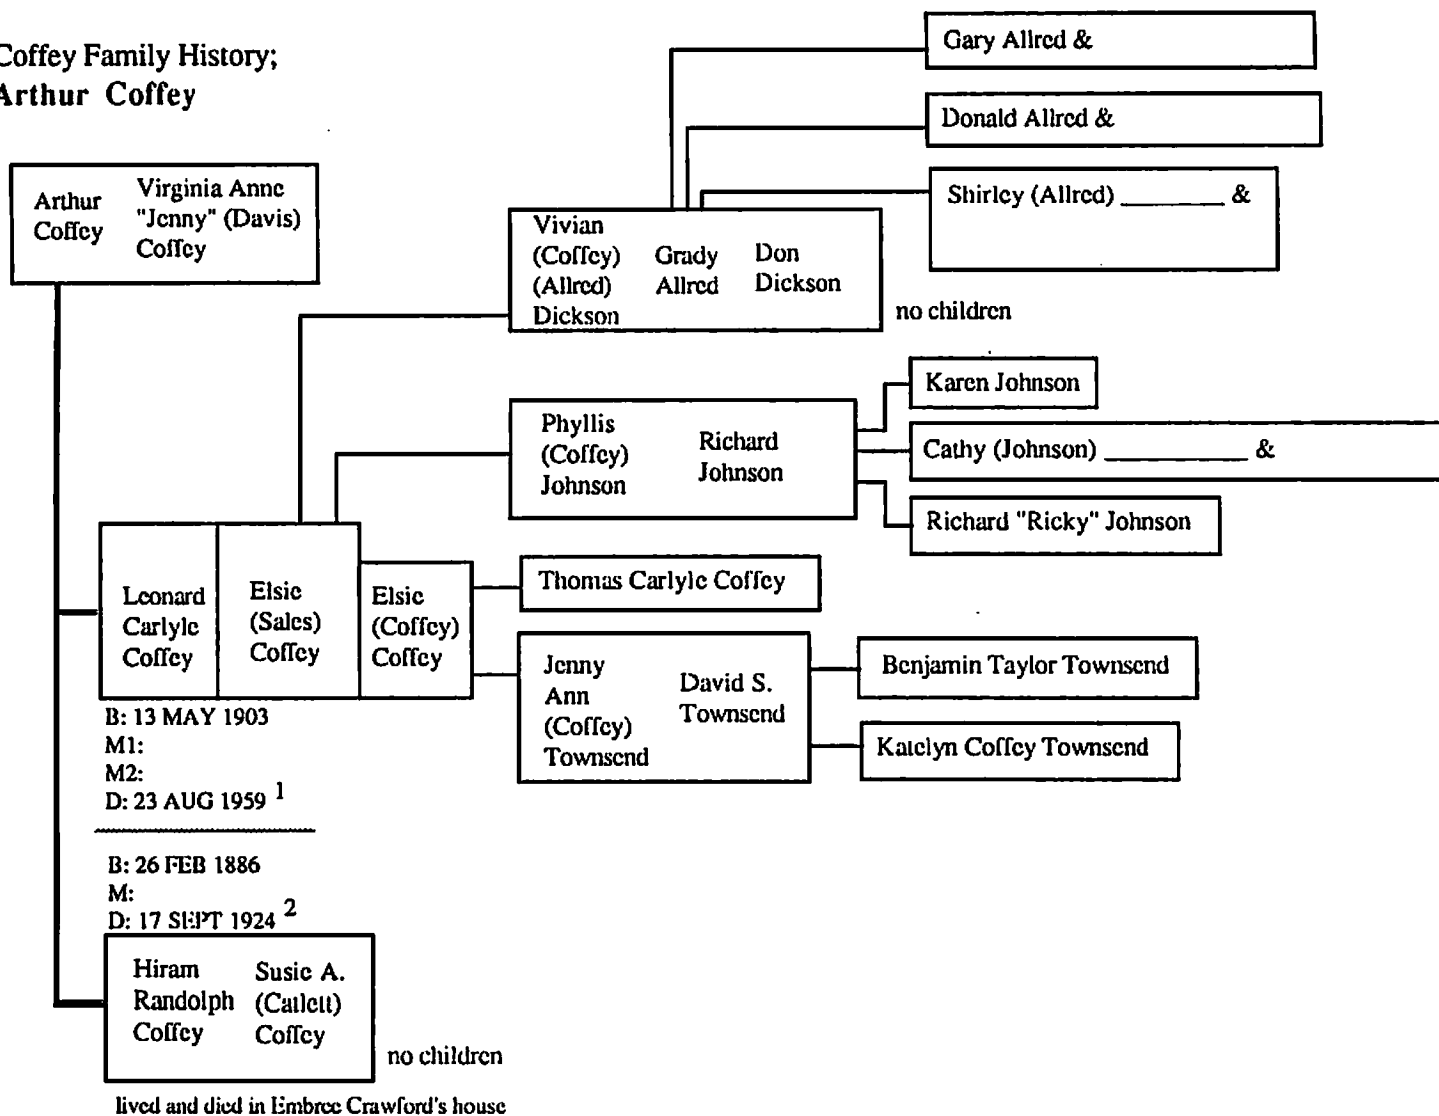 Coffey Family History;
Arthur Coffey
Arthur
Coffey
Virginia Anne
"Jenny" (Davis)
Coffey
Gary Allred &
Donald Allred &
Shirley (Allred) ________ &
Vivian
(Coffey)
(Allred)
Dickson
Grady
Allred
Don
Dickson
no children
Phyllis
(Coffey)
Johnson
Richard
Johnson
Karen Johnson
Cathy (Johnson) ___________ &
Richard "Ricky" Johnson
Leonard
Carlyle
Coffey
Elsie
(Sales)
Coffey
Elsie
(Coffey)
Coffey
Thomas Carlyle Coffey
Jenny
Ann
(Coffey)
Townsend
David S.
Townsend
Benjamin Taylor Townsend
Katelyn Coffey Townsend
B: 13 MAY 1903
M1:
M2:
D: 23 AUG 1959 1
B: 26 FEB 1886
M:
D: 17 SEPT 1924 2
Hiram
Randolph
Coffey
Susie A.
(Catlett)
Coffey
no children
lived and died in Embree Crawford's house